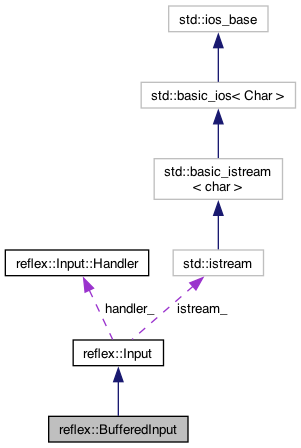 std::ios_base
std::basic_ios< Char >
std::basic_istream
< char >
reflex::Input::Handler
std::istream
handler_
istream_
reflex::Input
reflex::BufferedInput